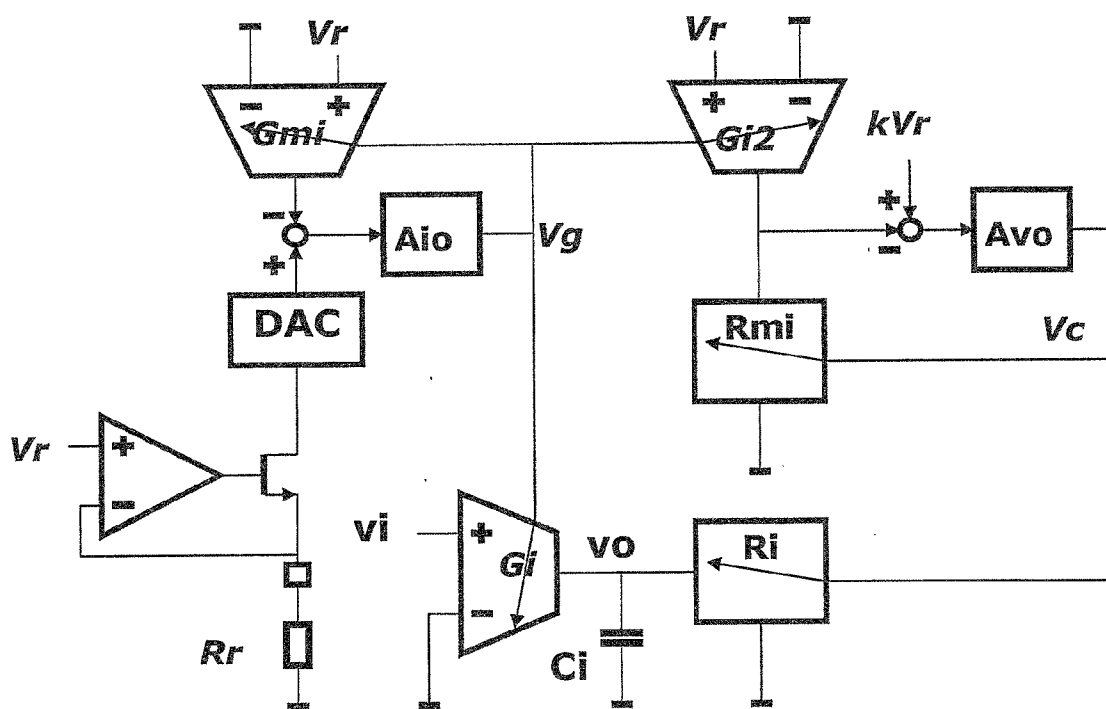 Vr
Vr
− +
+ −
Gmi
Gi2
kVr
−
+
Aio
Vg
−
Avo
+
DAC
Rmi
Vc
Vr
+
−
vi
+
Gi
−
vo
Ri
Rr
Ci